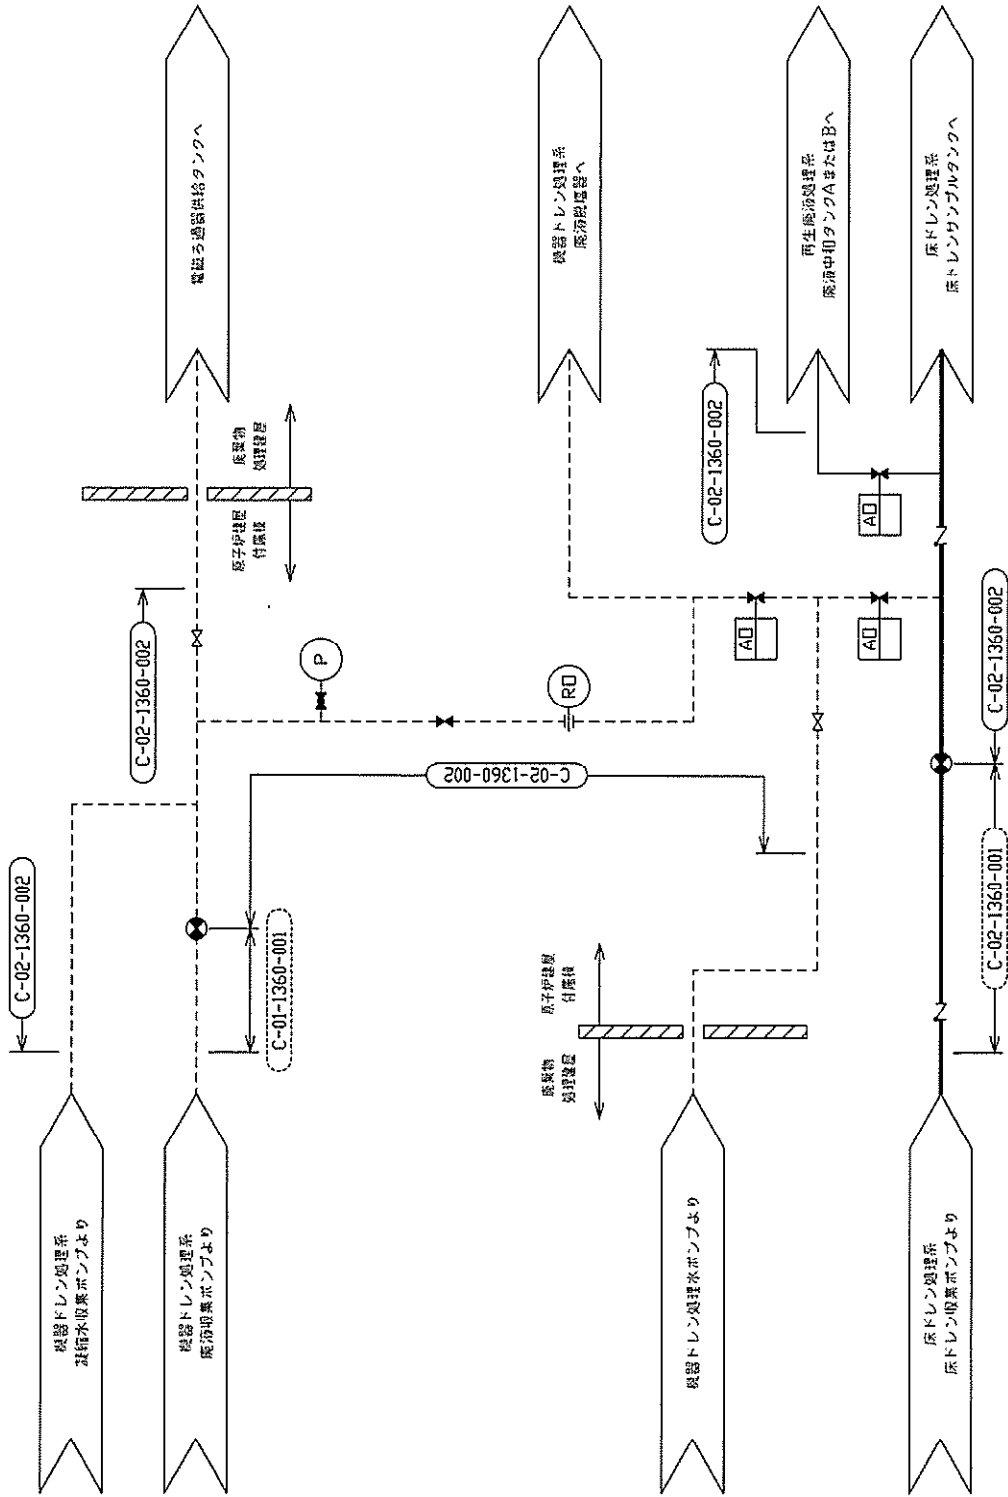 電磁ろ過器供給タンクへ
機器ドレン処理系
廃液脱塩器へ
再生廃液処理系
廃液中和タンクAまたはBへ
床ドレン処理系
床ドレンサンプルタンクへ
廃棄物
処理建屋
原子炉建屋
付属棟
C-02-1360-002
C-02-1360-002
AO
P
RO
AO
AO
C-02-1360-002
C-02-1360-002
C-02-1360-002
C-01-1360-001
C-02-1360-001
原子炉建屋
付属棟
廃棄物
処理建屋
機器ドレン処理系
凝縮水収集ポンプより
機器ドレン処理系
廃液収集ポンプより
機器ドレン処理水ポンプより
床ドレン処理系
床ドレン収集ポンプより